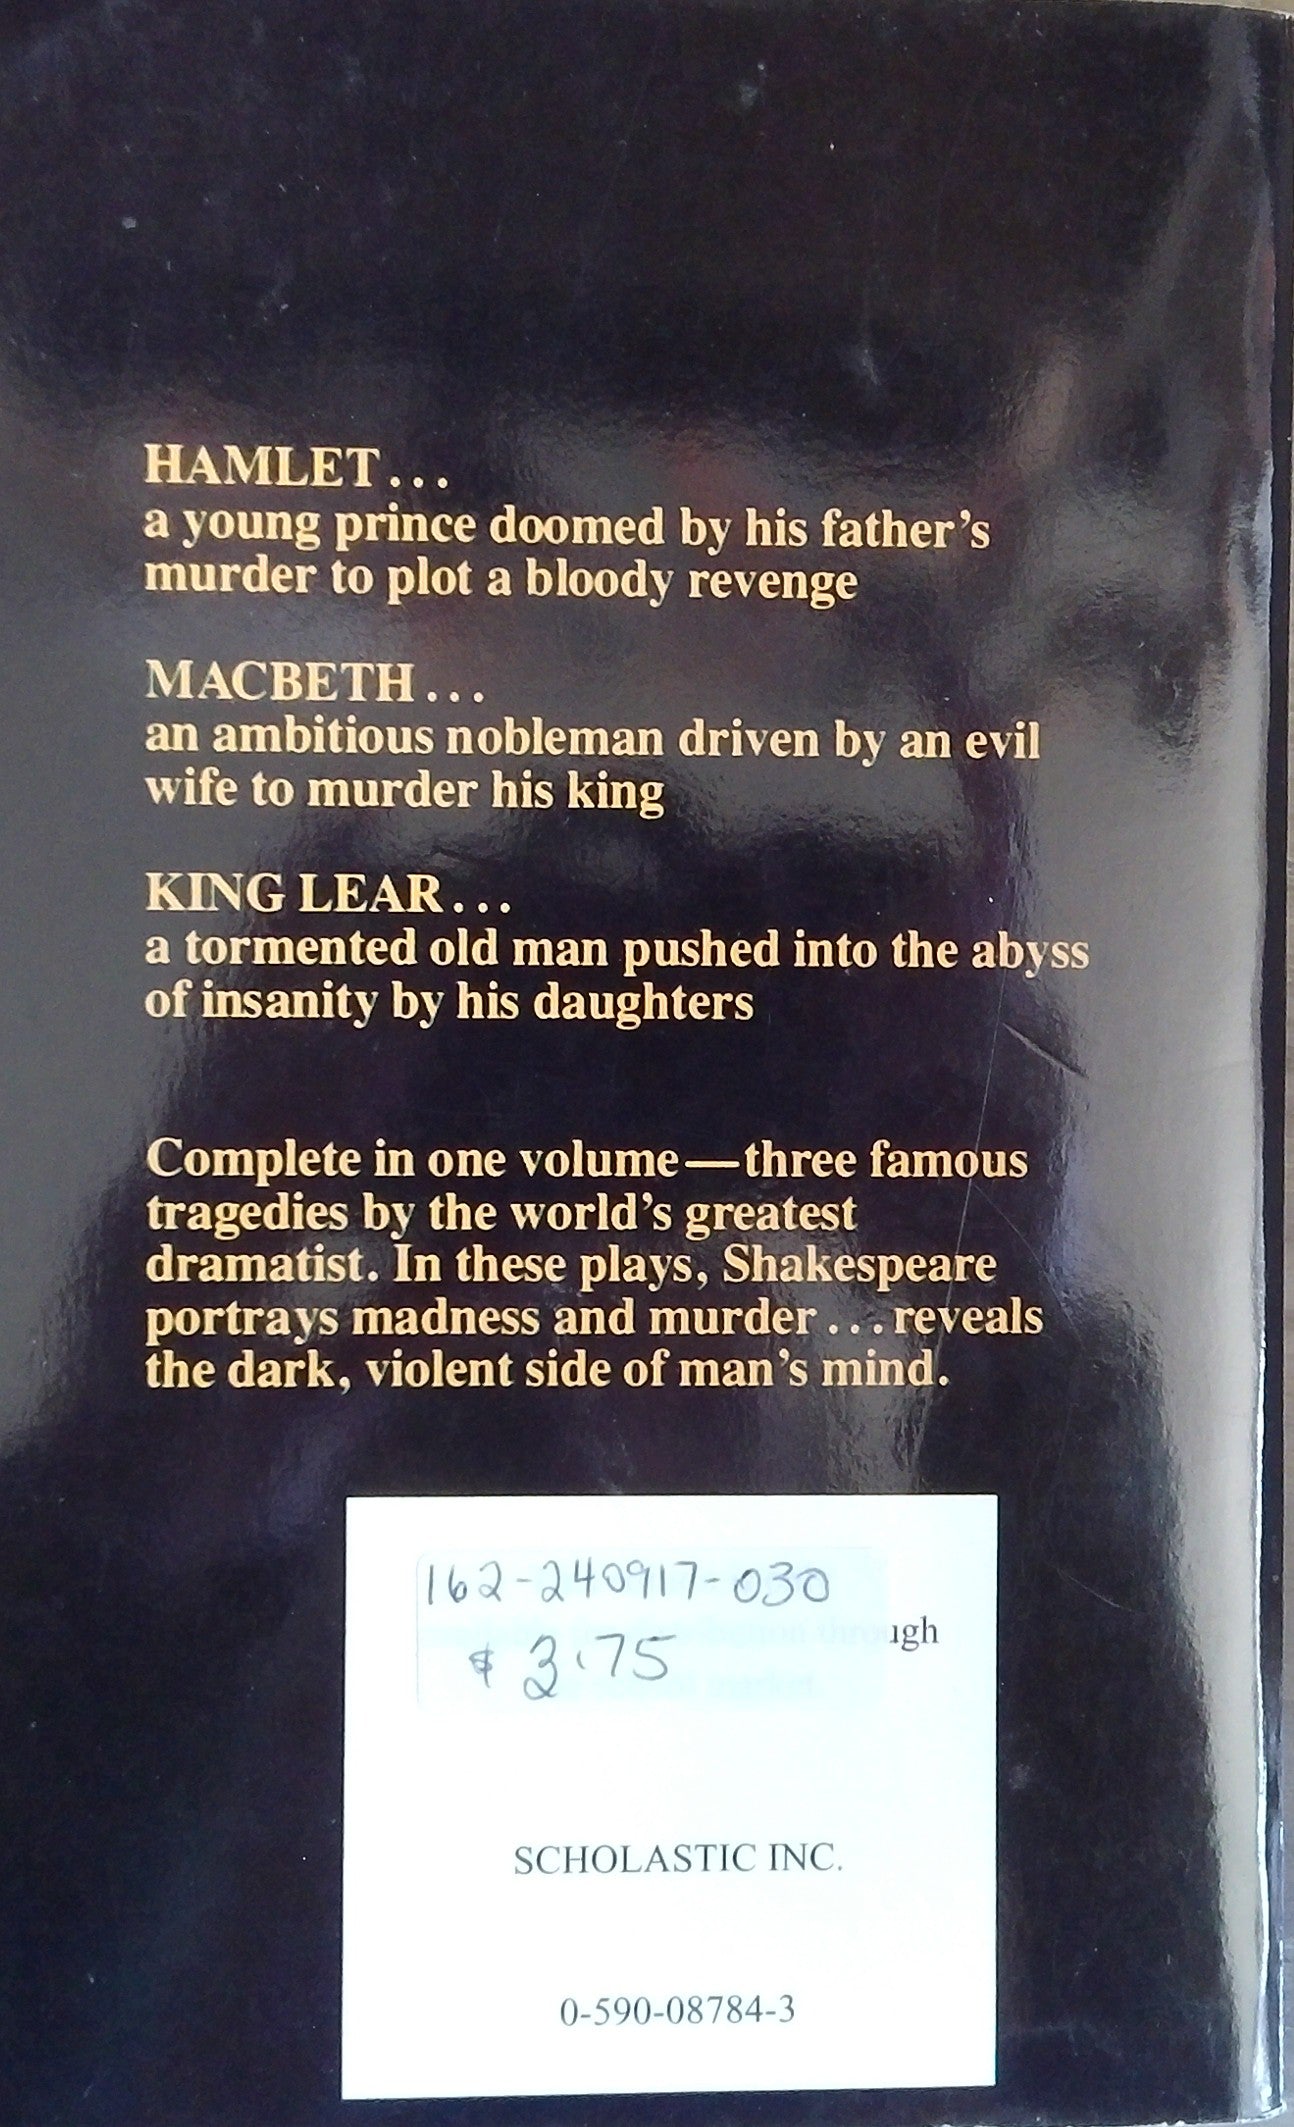 HAMLET...
a young prince doomed by his father's
murder to plot a bloody revenge
MACBETH...
an ambitious nobleman driven by an evil
wife to murder his king
KING LEAR...
a tormented old man pushed into the abyss
of insanity by his daughters
Complete in one volume—three famous
tragedies by the world's greatest
dramatist. In these plays, Shakespeare
portrays madness and murder...reveals
the dark, violent side of man's mind.
162-240917-030
ugh
$3.75
SCHOLASTIC INC.
0-590-08784-3